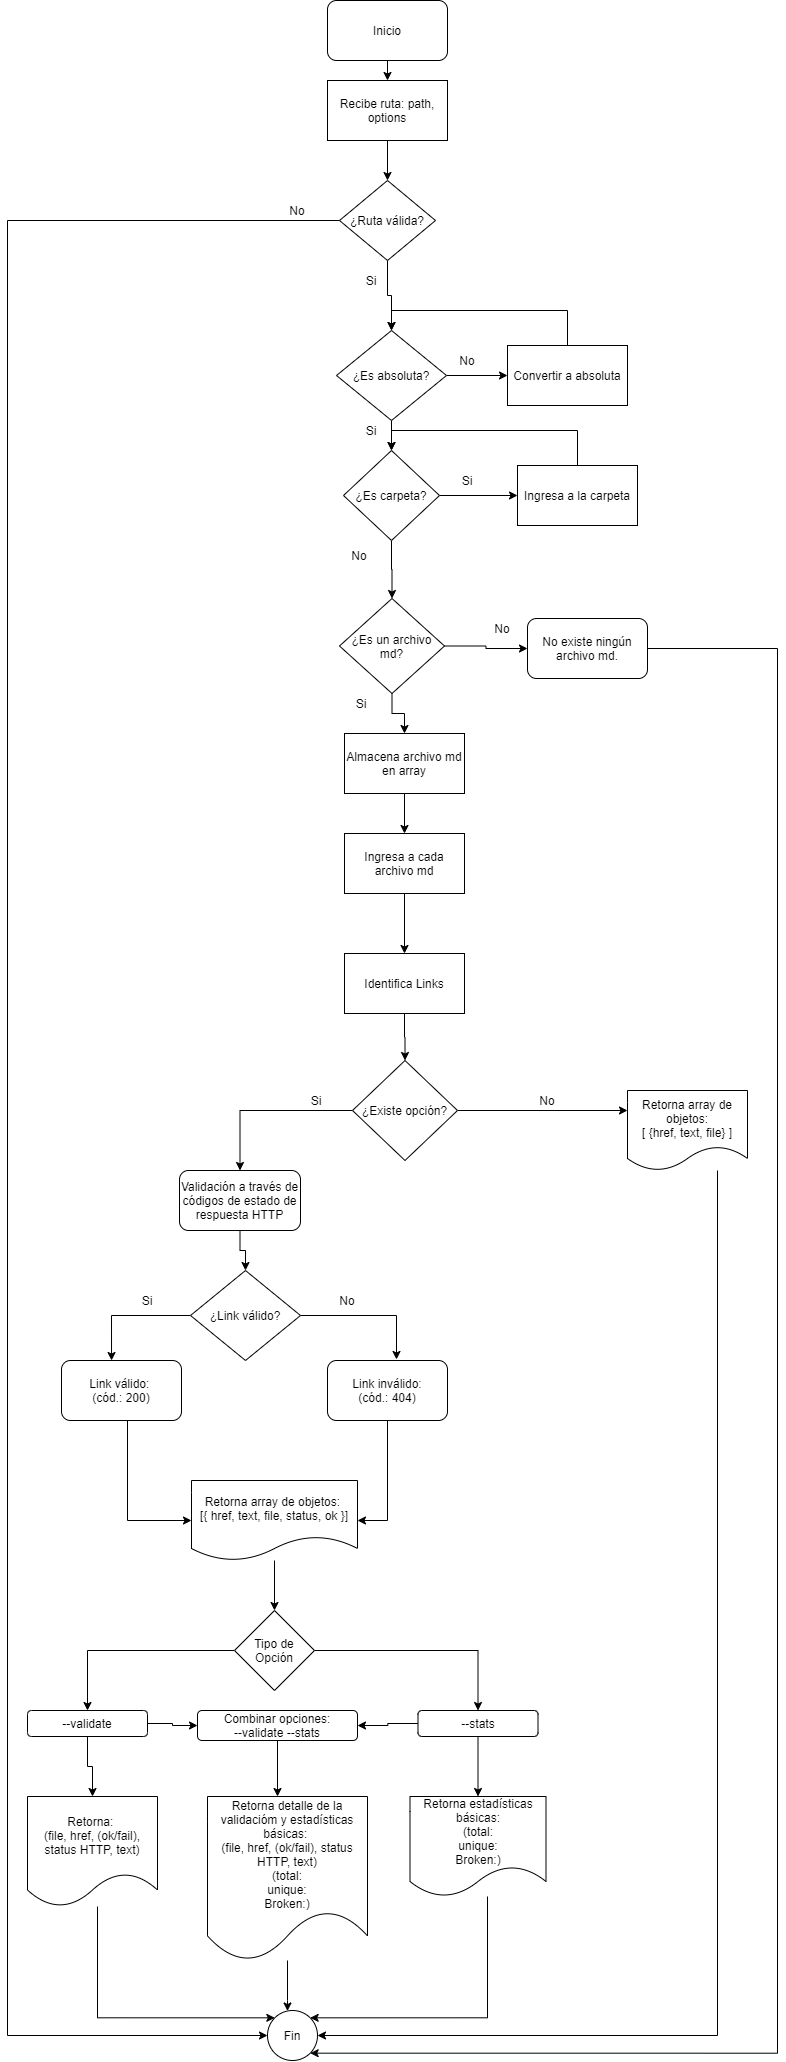 Inicio
Recibe ruta: path,
options
No
¿Ruta válida?
Si
¿Es absoluta?
No
Convertir a absoluta
Si
¿Es carpeta?
Si
Ingresa a la carpeta
No
¿Es un archivo
md?
No
No existe ningún
archivo md.
Si
Almacena archivo md
en array
Ingresa a cada
archivo md
Identifica Links
Si
¿Existe opción?
No
Retorna array de
objetos:
[ {href, text, file} ]
Validación a través de
códigos de estado de
respuesta HTTP
Si
¿Link válido?
No
Link válido:
(cód.: 200)
Link inválido:
(cód.: 404)
Retorna array de objetos:
[{ href, text, file, status, ok }]
Tipo de
Opción
--validate
Combinar opciones:
--validate --stats
--stats
Retorna:
(file, href, (ok/fail),
status HTTP, text)
Retorna detalle de la
validacióm y estadísticas
básicas:
(file, href, (ok/fail), status
HTTP, text)
(total:
unique:
Broken:)
Retorna estadísticas
básicas:
(total:
unique:
Broken:)
Fin